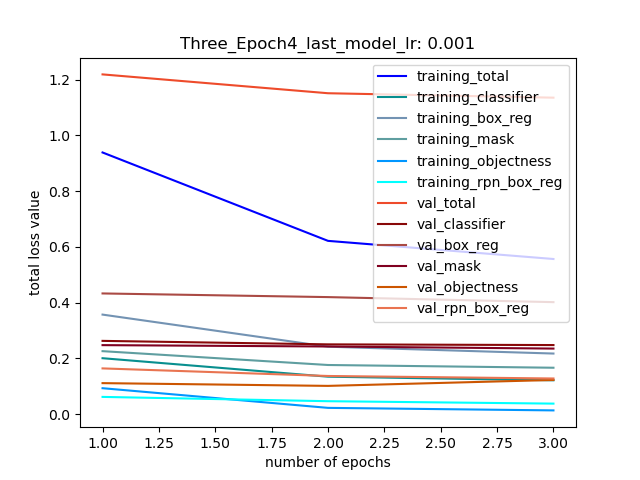 Three_Epoch4_last_model_lr: 0.001
total loss value
1.2
1.0
0.8
0.6
0.4
0.2
0.0
training_total
training_classifier
training_box_reg
training_mask
training_objectness
training_rpn_box_reg
val_total
val_classifier
val_box_reg
val_mask
val_objectness
val_rpn_box_reg
1.00 1.25 1.50 1.75 2.00 2.25 2.50 2.75 3.00
number of epochs